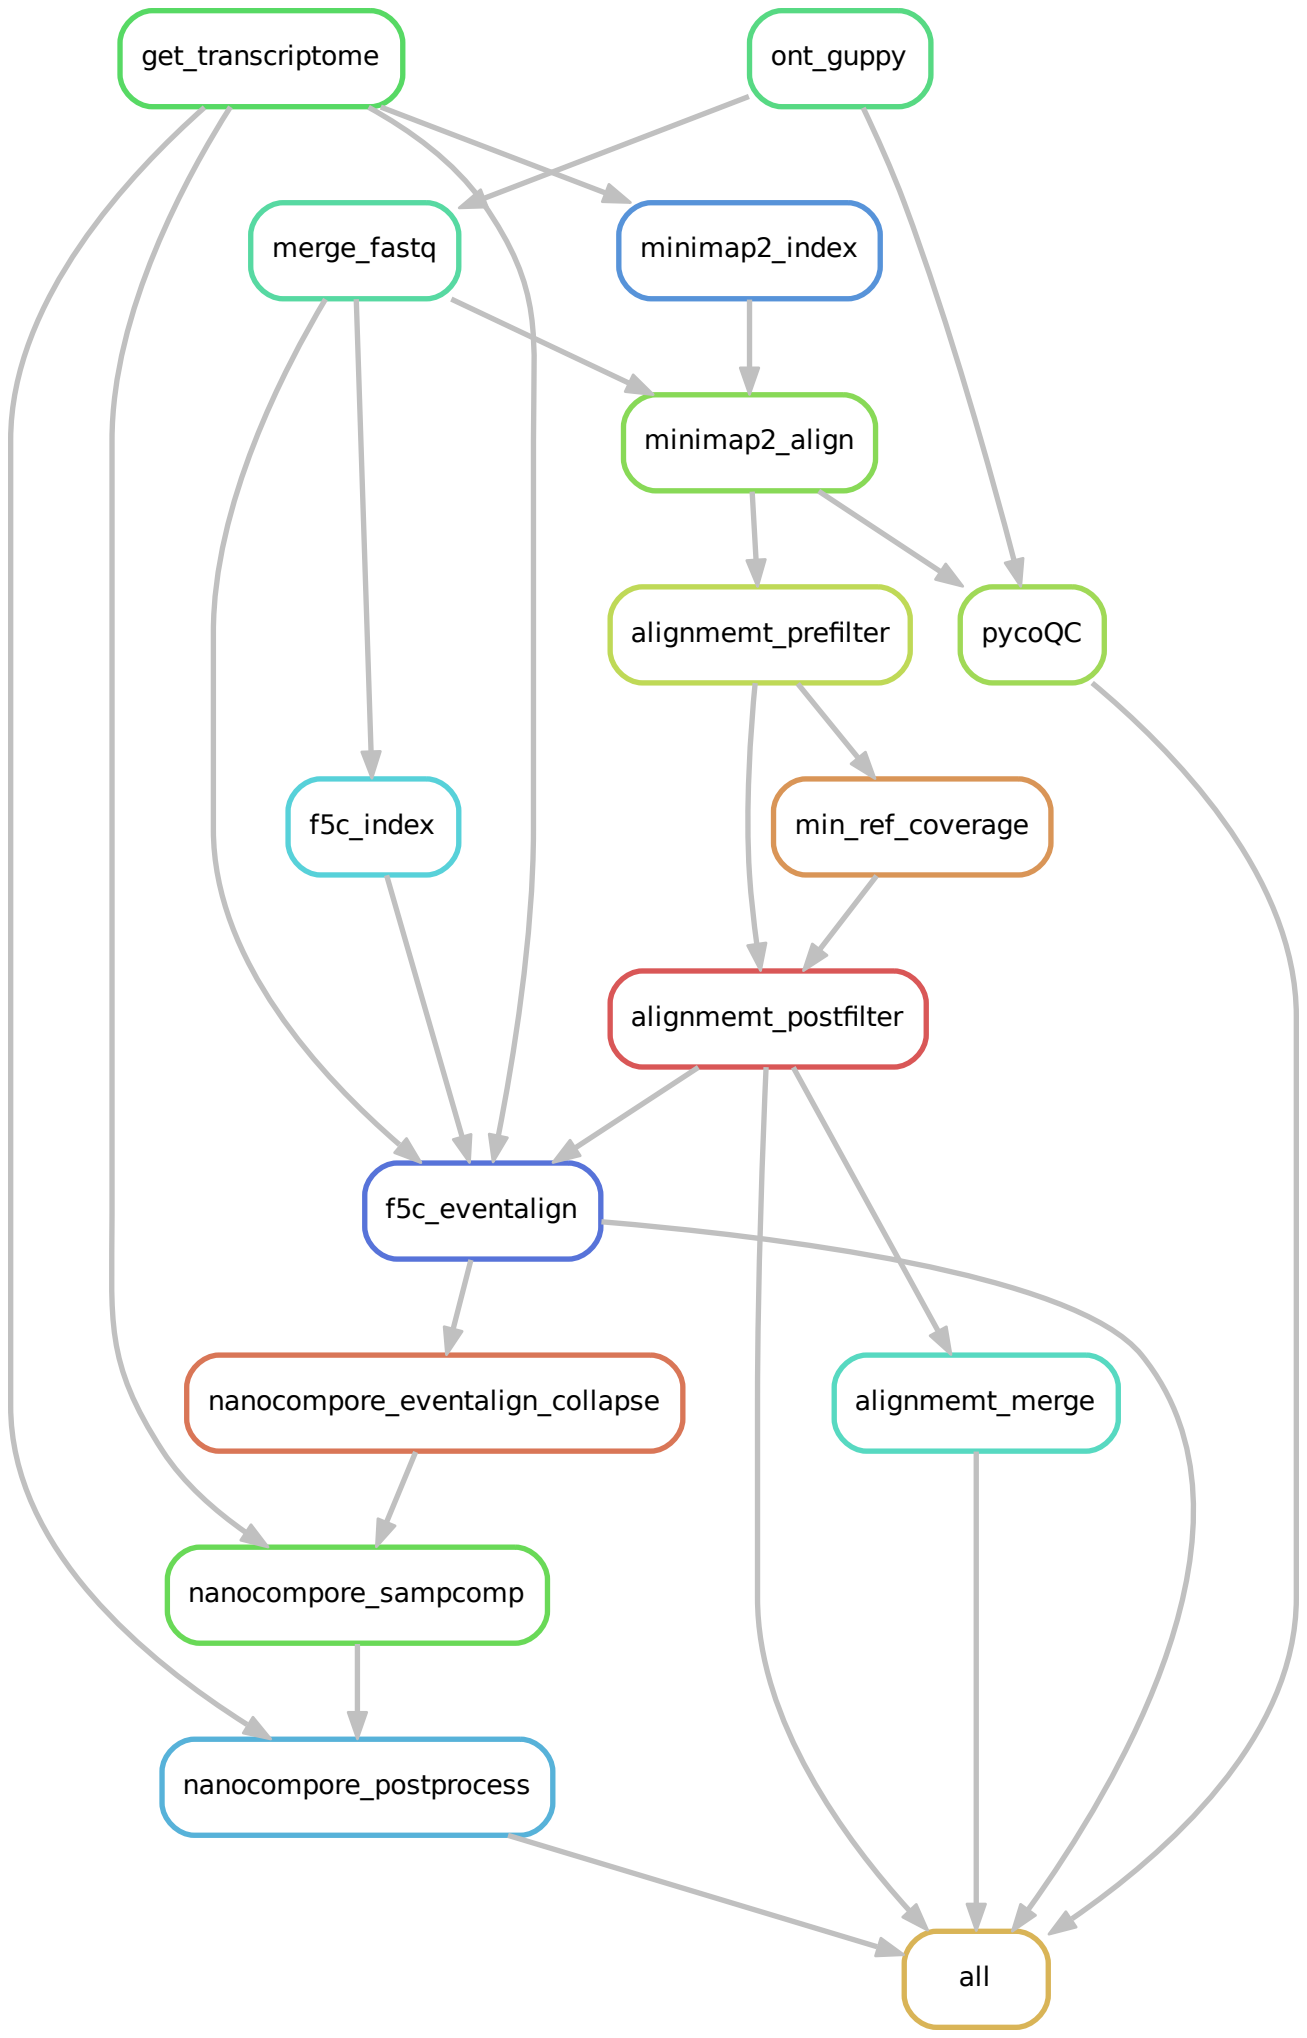 get_transcriptome
ont_guppy
merge_fastq
minimap2_index
minimap2_align
alignmemt_prefilter
pycoQC
f5c_index
min_ref_coverage
alignmemt_postfilter
f5c_eventalign
nanocompore_eventalign_collapse
alignmemt_merge
nanocompore_sampcomp
nanocompore_postprocess
all